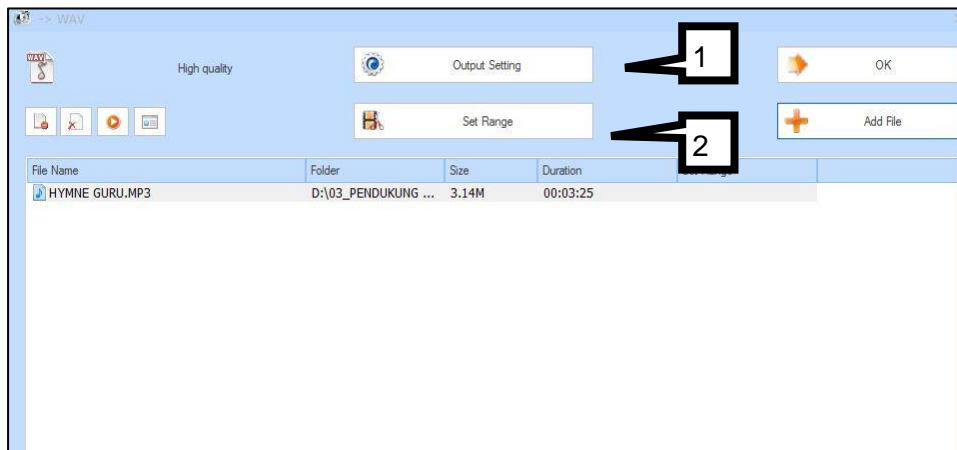 -> WAV
WAV
High quality
Output Setting
1
OK
Set Range
2
Add File
File Name Folder Size Duration
HYMNE GURU.MP3 D:\03_PENDUKUNG ... 3.14M 00:03:25